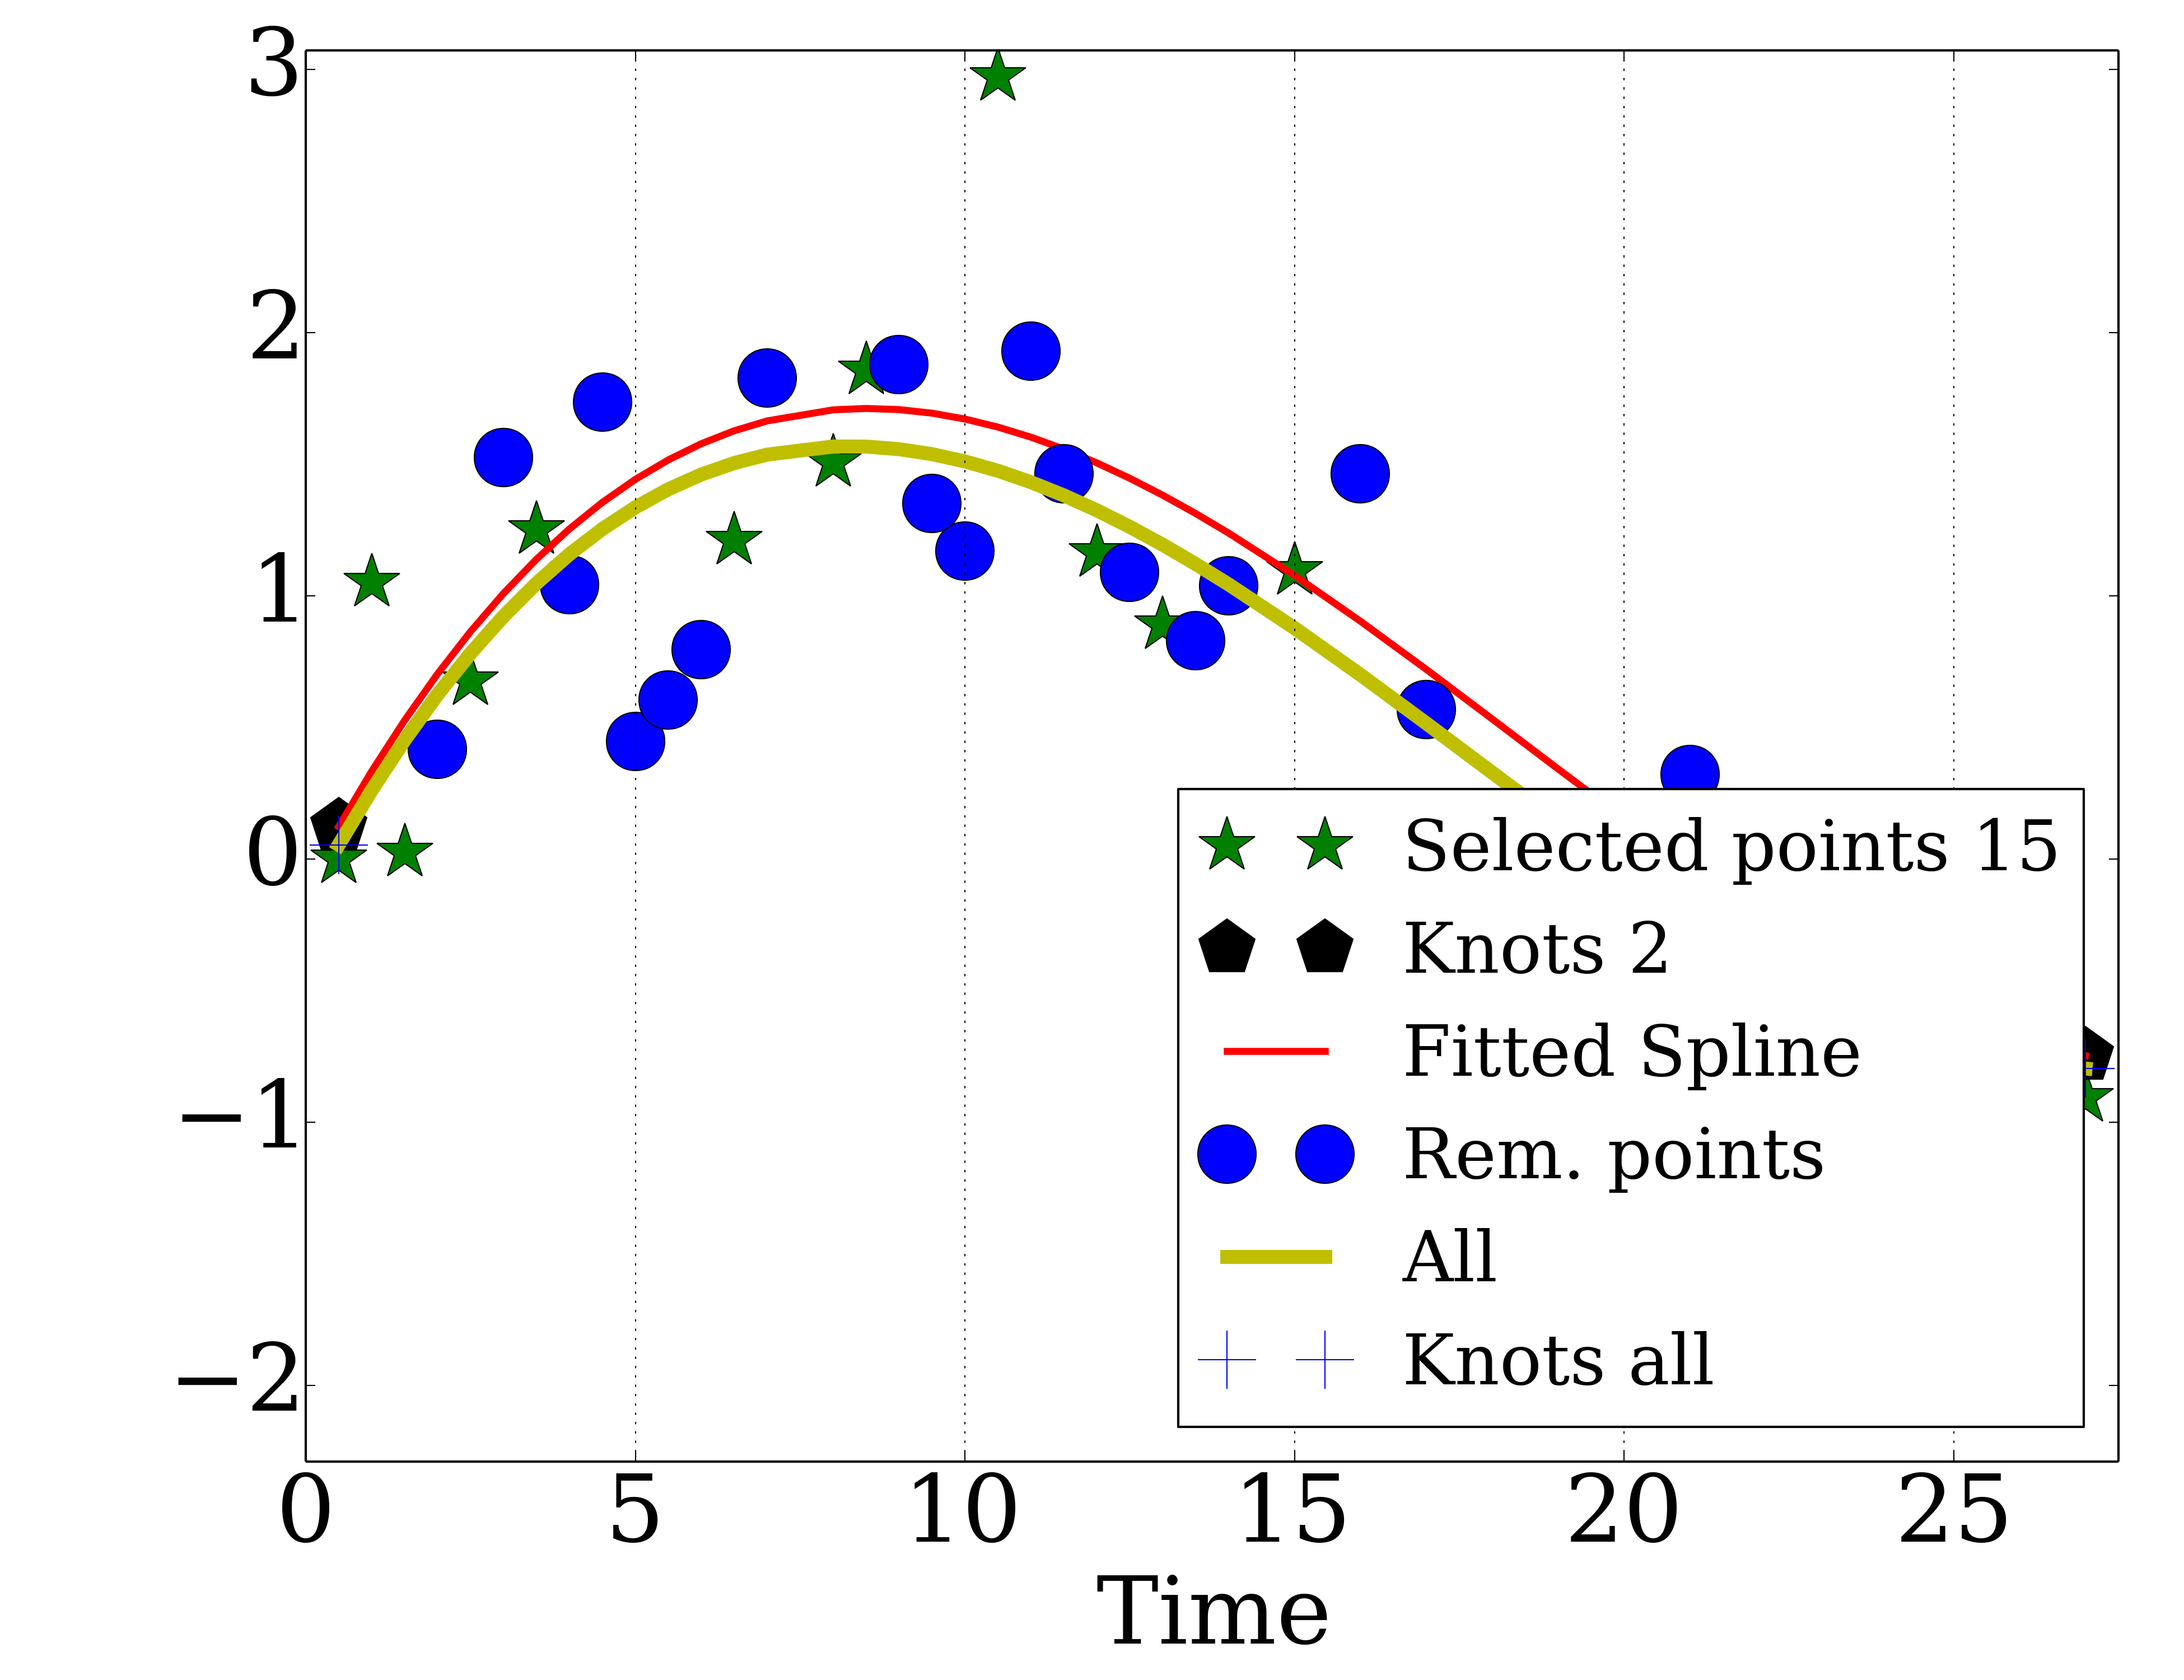 3
2
1
0
−1
−2
Selected points 15
Knots 2
Fitted Spline
Rem. points
All
Knots all
0 5 10 15 20 25
Time